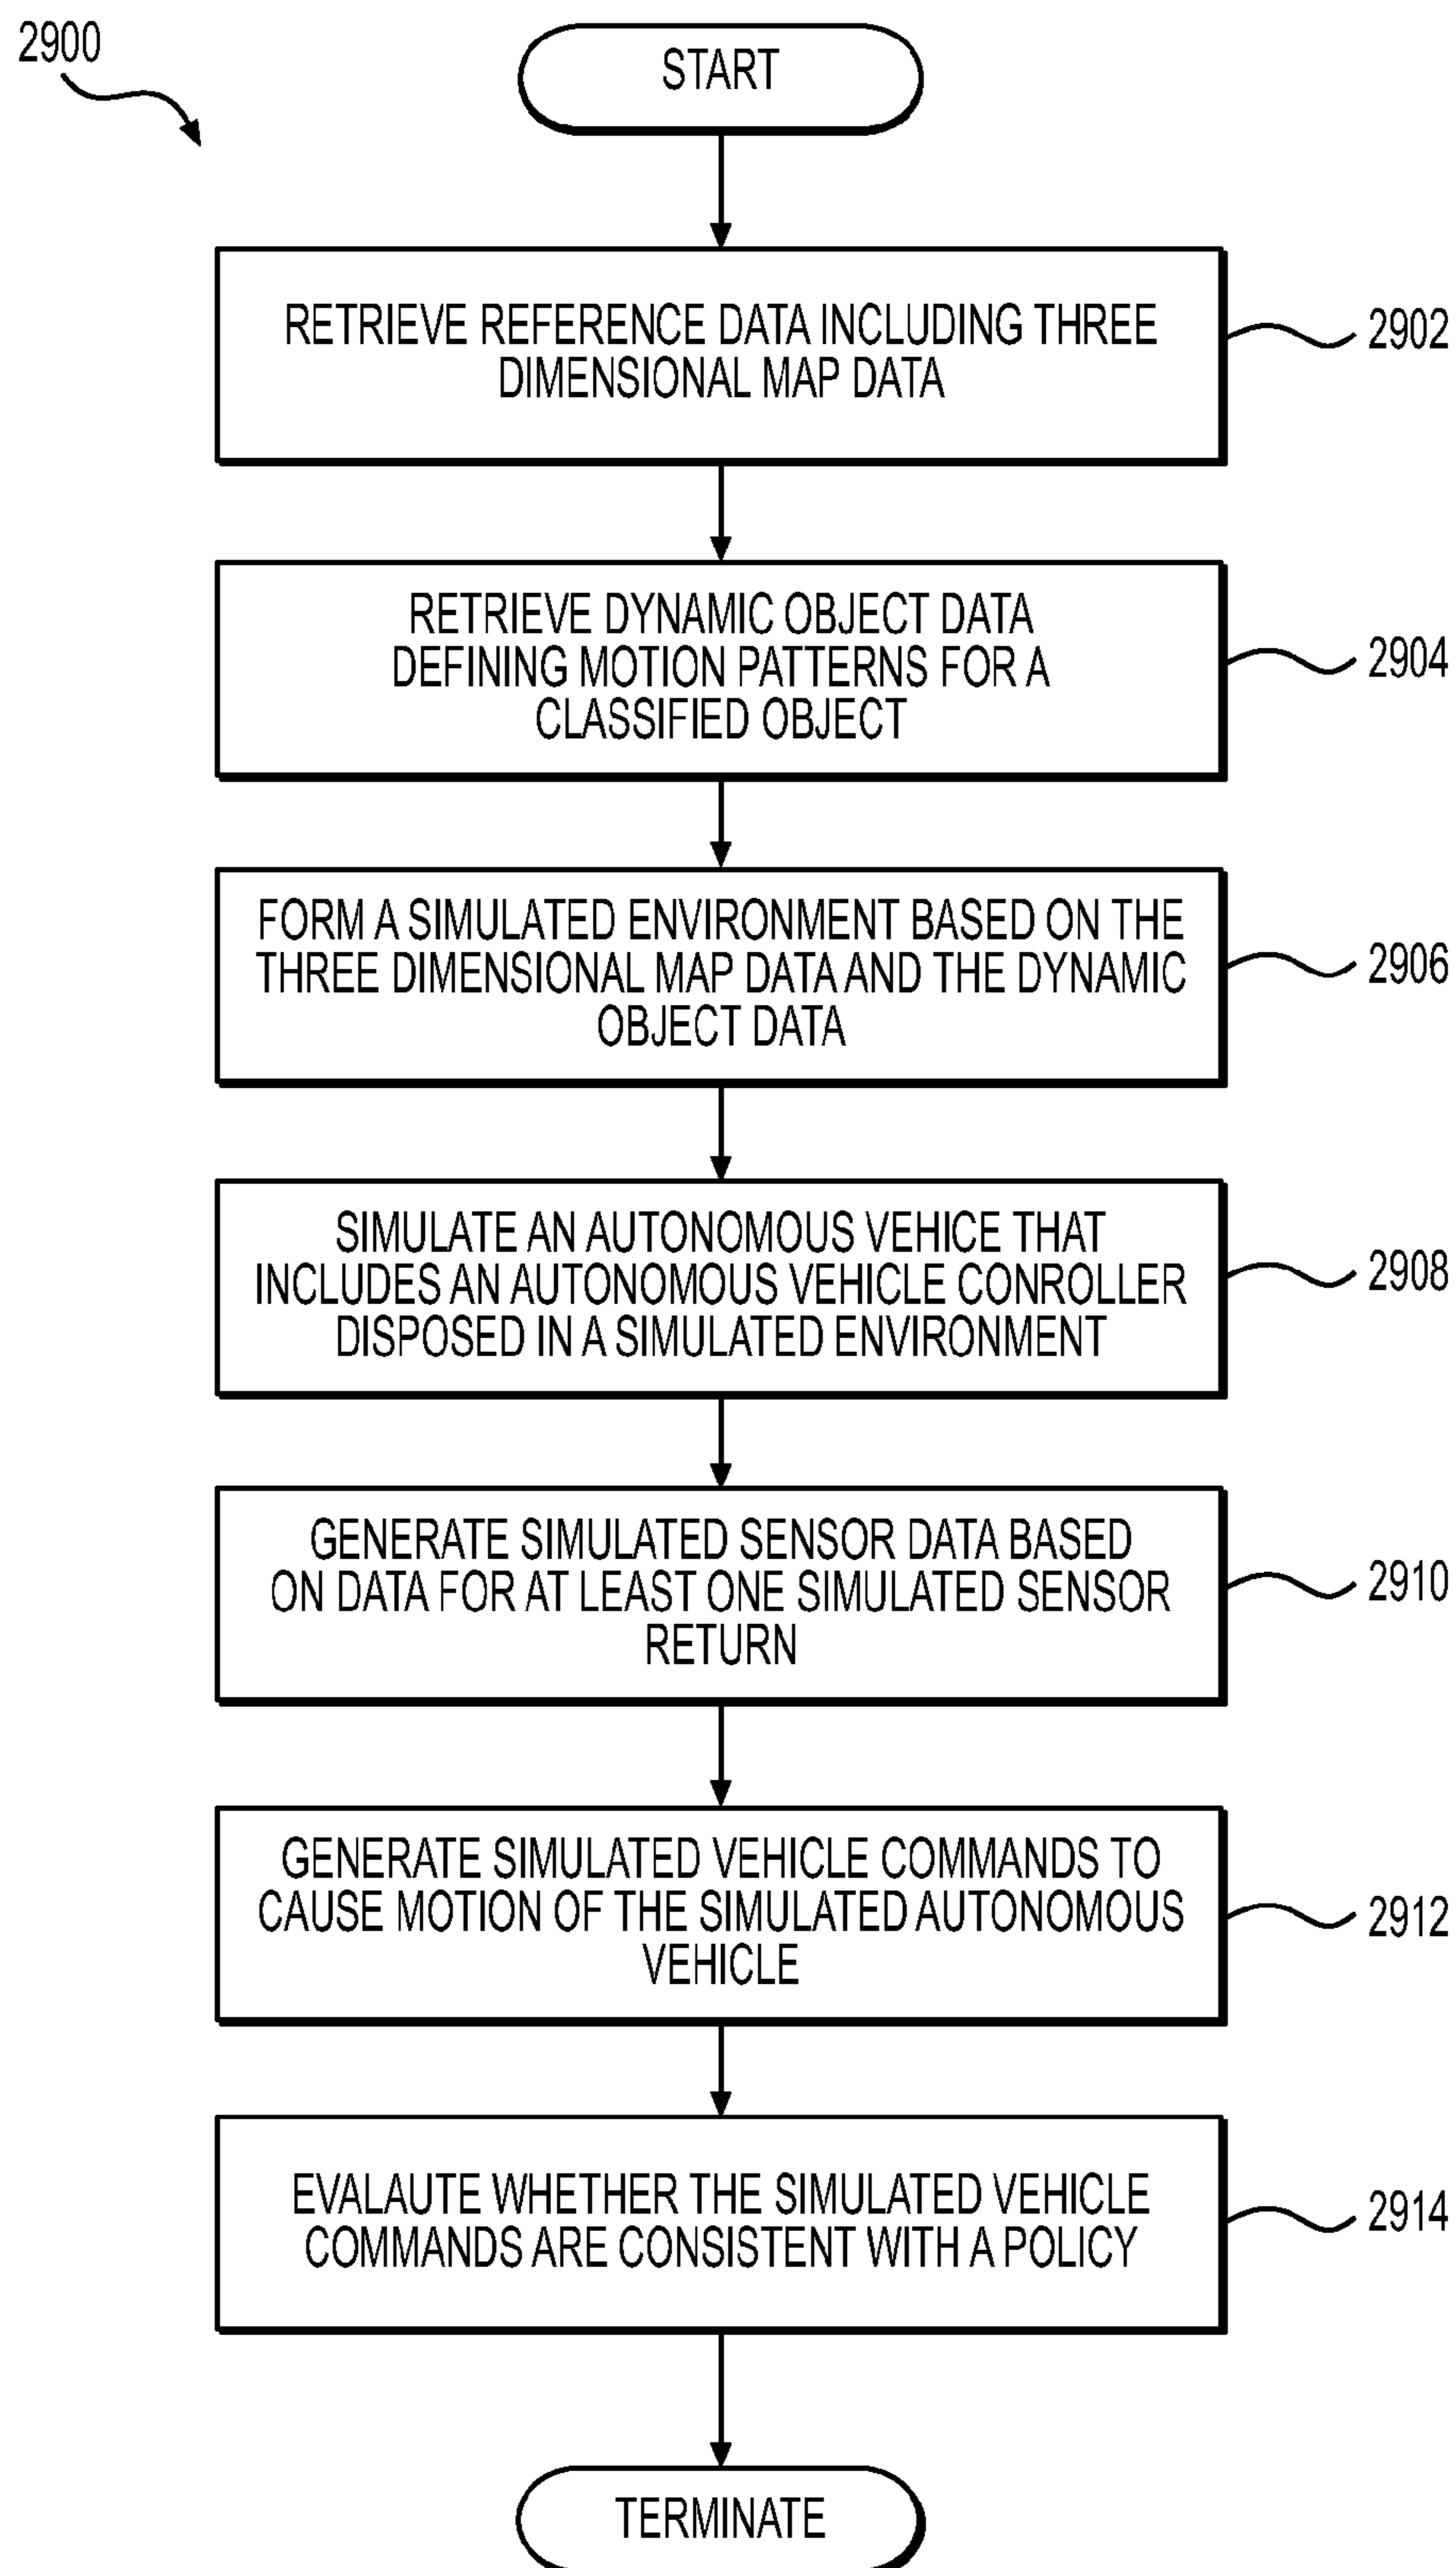 2900
START
RETRIEVE REFERENCE DATA INCLUDING THREE
DIMENSIONAL MAP DATA
2902
RETRIEVE DYNAMIC OBJECT DATA
DEFINING MOTION PATTERNS FOR A
CLASSIFIED OBJECT
2904
FORM A SIMULATED ENVIRONMENT BASED ON THE
THREE DIMENSIONAL MAP DATA AND THE DYNAMIC
OBJECT DATA
2906
SIMULATE AN AUTONOMOUS VEHICE THAT
INCLUDES AN AUTONOMOUS VEHICLE CONROLLER
DISPOSED IN A SIMULATED ENVIRONMENT
2908
GENERATE SIMULATED SENSOR DATA BASED
ON DATA FOR AT LEAST ONE SIMULATED SENSOR
RETURN
2910
GENERATE SIMULATED VEHICLE COMMANDS TO
CAUSE MOTION OF THE SIMULATED AUTONOMOUS
VEHICLE
2912
EVALAUTE WHETHER THE SIMULATED VEHICLE
COMMANDS ARE CONSISTENT WITH A POLICY
2914
TERMINATE